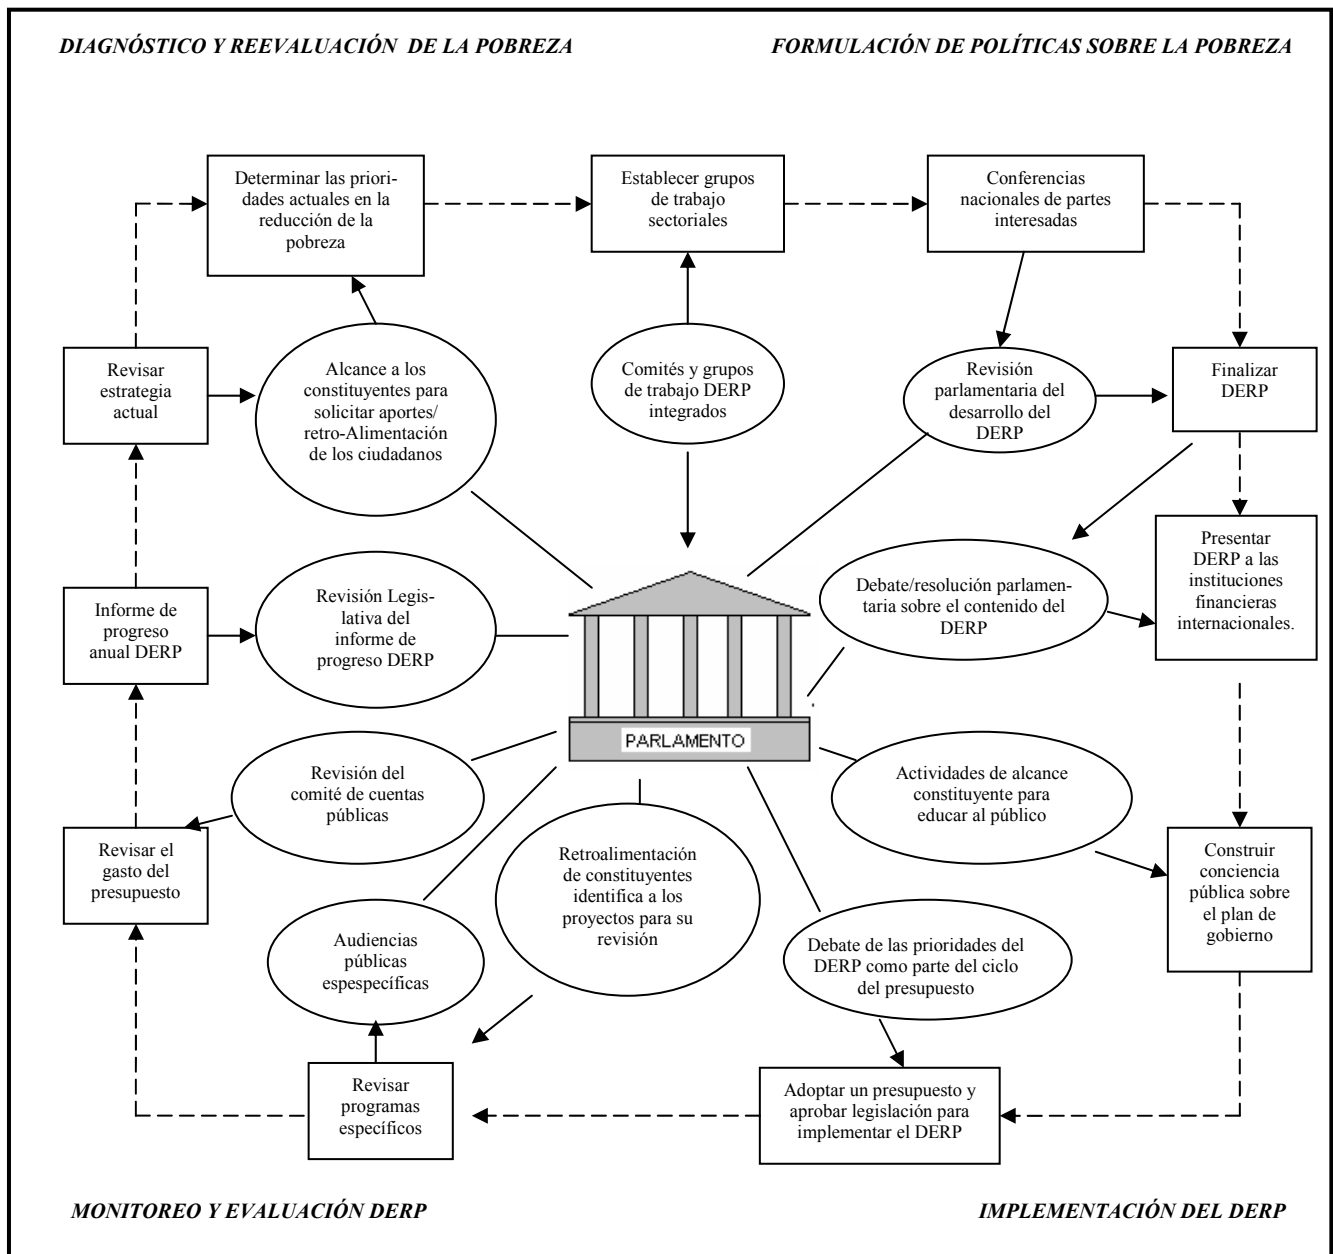 DIAGNÓSTICO Y REEVALUACIÓN DE LA POBREZA
FORMULACIÓN DE POLÍTICAS SOBRE LA POBREZA
Determinar las priori-
dades actuales en la
reducción de la
pobreza
Establecer grupos
de trabajo
sectoriales
Conferencias
nacionales de partes
interesadas
Revisar
estrategia
actual
Alcance a los
constituyentes para
solicitar aportes/
retro-Alimentación
de los ciudadanos
Comités y grupos
de trabajo DERP
integrados
Revisión
parlamentaria del
desarrollo del
DERP
Finalizar
DERP
Informe de
progreso
anual DERP
Revisión Legis-
lativa del
informe de
progreso DERP
Debate/resolución parlamen-
taria sobre el contenido del
DERP
Presentar
DERP a las
instituciones
financieras
internacionales.
PARLAMENTO
Revisión del
comité de cuentas
públicas
Actividades de alcance
constituyente para
educar al público
Revisar el
gasto del
presupuesto
Retroalimentación
de constituyentes
identifica a los
proyectos para su
revisión
Construir
conciencia
pública sobre
el plan de
gobierno
Audiencias
públicas
espespecíficas
Debate de las prioridades del
DERP como parte del ciclo
del presupuesto
Revisar
programas
específicos
Adoptar un presupuesto y
aprobar legislación para
implementar el DERP
MONITOREO Y EVALUACIÓN DERP
IMPLEMENTACIÓN DEL DERP